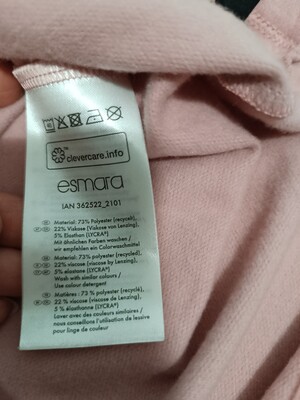 clevercare.info
esmara
IAN 362522_2101
Material: 73% Polyester (recycelt),
22% Viskose (Viskose von Lenzing),
5% Elasthan (LYCRA®)
Mit ähnlichen Farben waschen /
wir empfehlen ein Colorwaschmittel
Material: 73% polyester (recycled),
22% viscose (viscose by Lenzing),
5% elastane (LYCRA®)
Wash with similar colours /
Use colour detergent
Matières : 73 % polyester (recyclé),
22 % viscose (viscose de Lenzing),
5 % élasthanne (LYCRA®)
Laver avec des couleurs similaires /
nous conseillons l'utilisation de lessive
pour linge de couleur